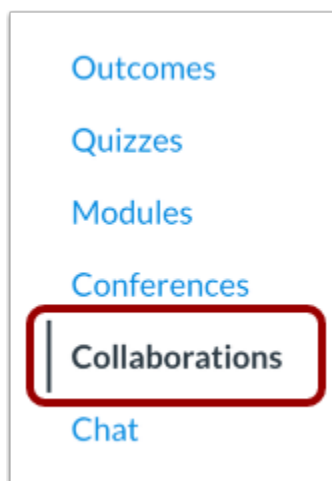 Outcomes
Quizzes
Modules
Conferences
Collaborations
Chat